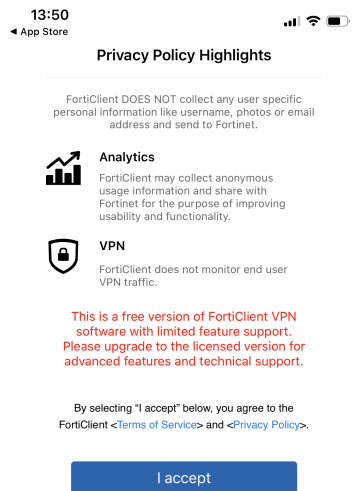 13:50
◀ App Store
Privacy Policy Highlights
FortiClient DOES NOT collect any user specific
personal information like username, photos or email
address and send to Fortinet.
Analytics
FortiClient may collect anonymous
usage information and share with
Fortinet for the purpose of improving
usability and functionality.
VPN
FortiClient does not monitor end user
VPN traffic.
This is a free version of FortiClient VPN
software with limited feature support.
Please upgrade to the licensed version for
advanced features and technical support.
By selecting “I accept” below, you agree to the
FortiClient <Terms of Service> and <Privacy Policy>.
I accept